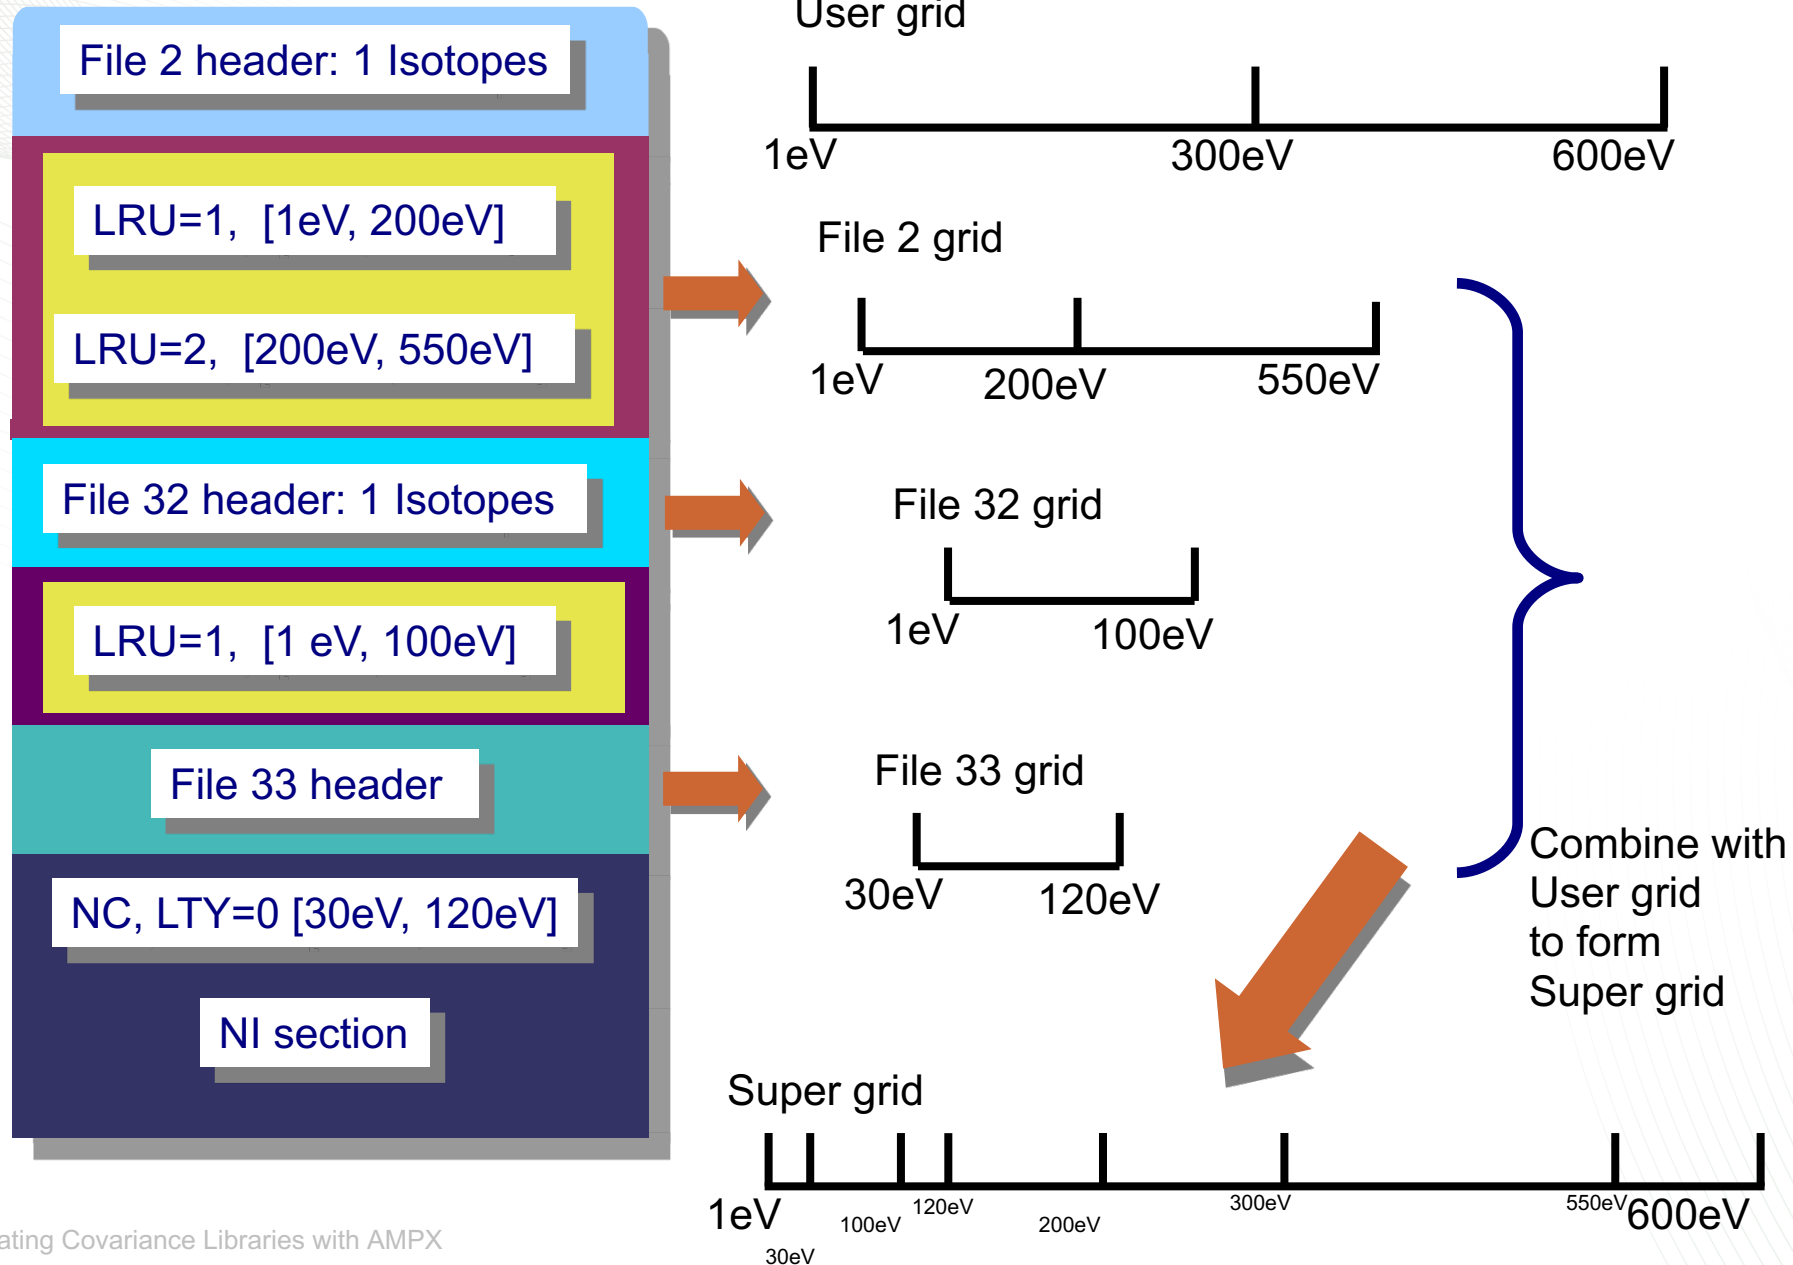 File 2 header: 1 Isotopes
LRU=1, [1eV, 200eV]
LRU=2, [200eV, 550eV]
File 32 header: 1 Isotopes
LRU=1, [1 eV, 100eV]
File 33 header
NC, LTY=0 [30eV, 120eV]
NI section
User grid
1eV 300eV 600eV
File 2 grid
1eV 200eV 550eV
File 32 grid
1eV 100eV
File 33 grid
30eV 120eV
Combine with
User grid
to form
Super grid
Super grid
1eV 30eV 100eV 120eV 200eV 300eV 550eV 600eV
Covariance Libraries with AMPX